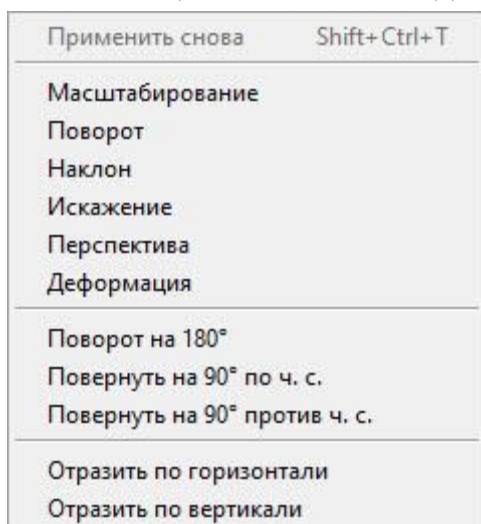 Применить снова Shift+Ctrl+T
Масштабирование
Поворот
Наклон
Искажение
Перспектива
Деформация
Поворот на 180°
Повернуть на 90° по ч. с.
Повернуть на 90° против ч. с.
Отразить по горизонтали
Отразить по вертикали